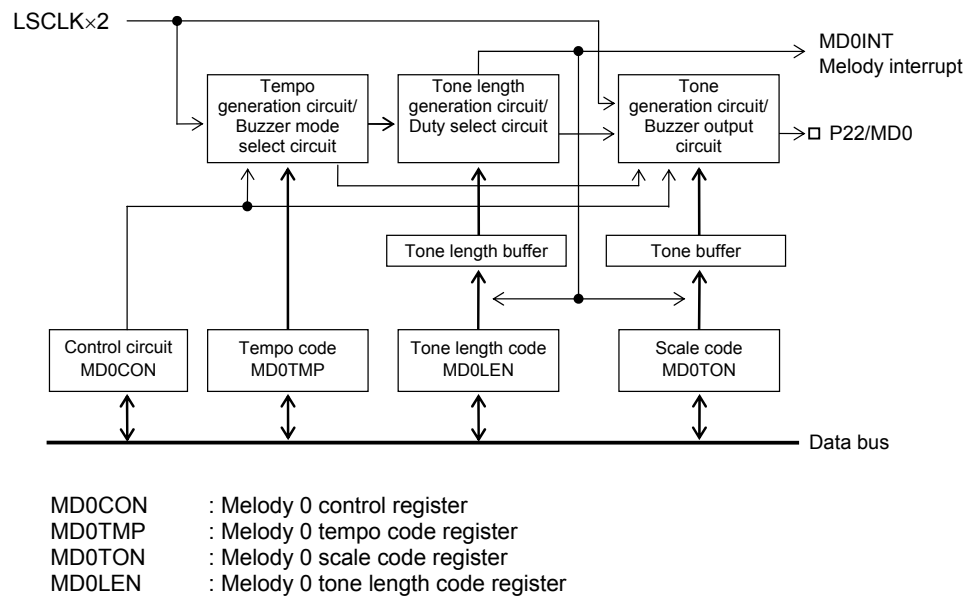 LSCLK×2
MD0INT
Melody interrupt
Tempo
generation circuit/
Buzzer mode
select circuit
Tone length
generation circuit/
Duty select circuit
Tone
generation circuit/
Buzzer output
circuit
P22/MD0
Tone length buffer
Tone buffer
Control circuit
MD0CON
Tempo code
MD0TMP
Tone length code
MD0LEN
Scale code
MD0TON
Data bus
MD0CON : Melody 0 control register
MD0TMP : Melody 0 tempo code register
MD0TON : Melody 0 scale code register
MD0LEN : Melody 0 tone length code register